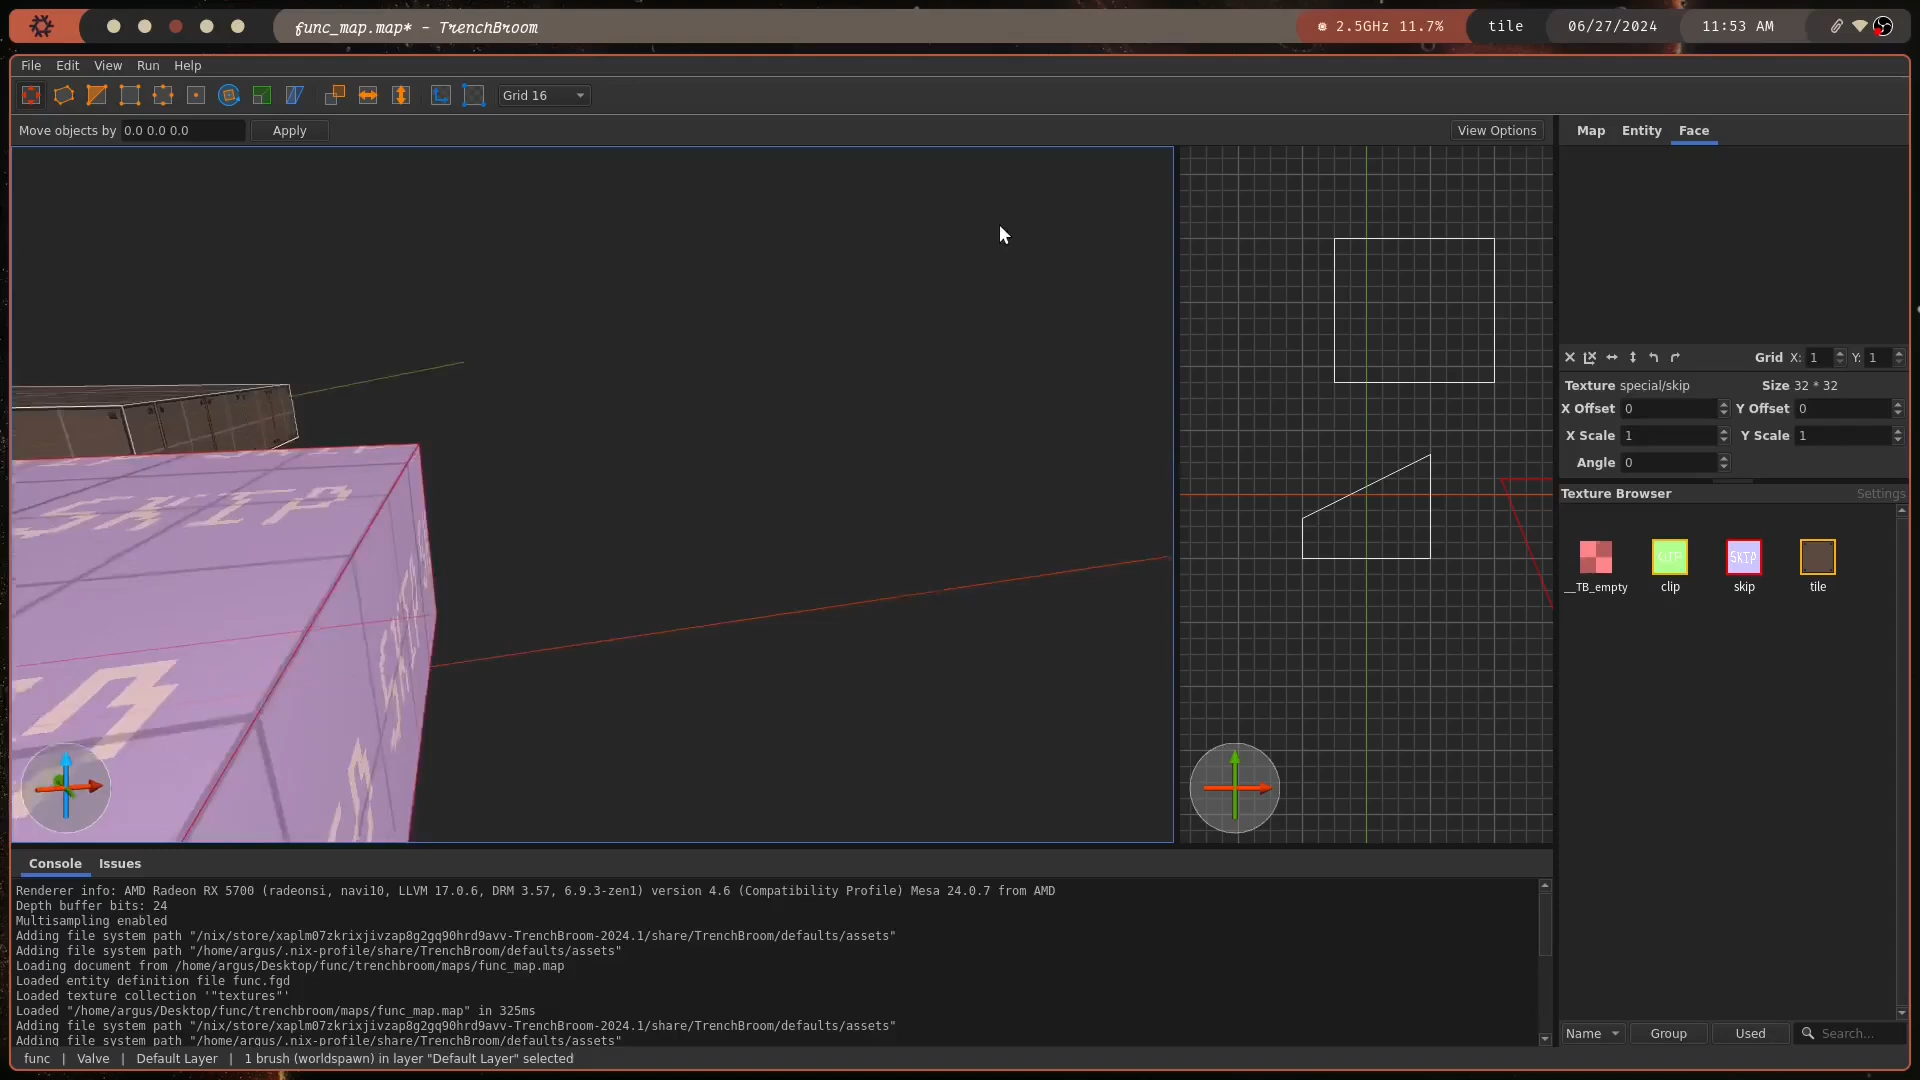 func_map.map* - TrenchBroom
2.5GHz 11.7%
tile
06/27/2024
11:53 AM
File Edit View Run Help
Grid 16
Move objects by 0.0 0.0 0.0 Apply
View Options
Map Entity Face
SKIP
Grid X: 1 Y: 1
Texture special/skip Size 32 * 32
X Offset 0 Y Offset 0
X Scale 1 Y Scale 1
Angle 0
Texture Browser Settings
CLIP
SKIP
__TB_empty clip skip tile
Console Issues
Renderer info: AMD Radeon RX 5700 (radeonsi, navi10, LLVM 17.0.6, DRM 3.57, 6.9.3-zen1) version 4.6 (Compatibility Profile) Mesa 24.0.7 from AMD
Depth buffer bits: 24
Multisampling enabled
Adding file system path "/nix/store/xaplm07zkrixjivzap8g2gq90hrd9avv-TrenchBroom-2024.1/share/TrenchBroom/defaults/assets"
Adding file system path "/home/argus/.nix-profile/share/TrenchBroom/defaults/assets"
Loading document from /home/argus/Desktop/func/trenchbroom/maps/func_map.map
Loaded entity definition file func.fgd
Loaded texture collection '"textures"'
Loaded "/home/argus/Desktop/func/trenchbroom/maps/func_map.map" in 325ms
Adding file system path "/nix/store/xaplm07zkrixjivzap8g2gq90hrd9avv-TrenchBroom-2024.1/share/TrenchBroom/defaults/assets"
Adding file system path "/home/argus/.nix-profile/share/TrenchBroom/defaults/assets"
Name Group Used Search...
func | Valve | Default Layer | 1 brush (worldspawn) in layer "Default Layer" selected